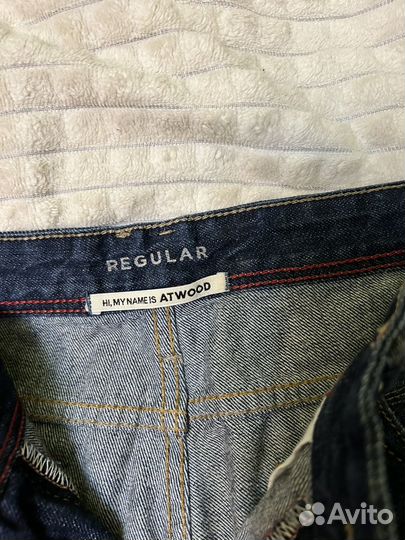 REGULAR
HI, MY NAME IS ATWOOD
Avito